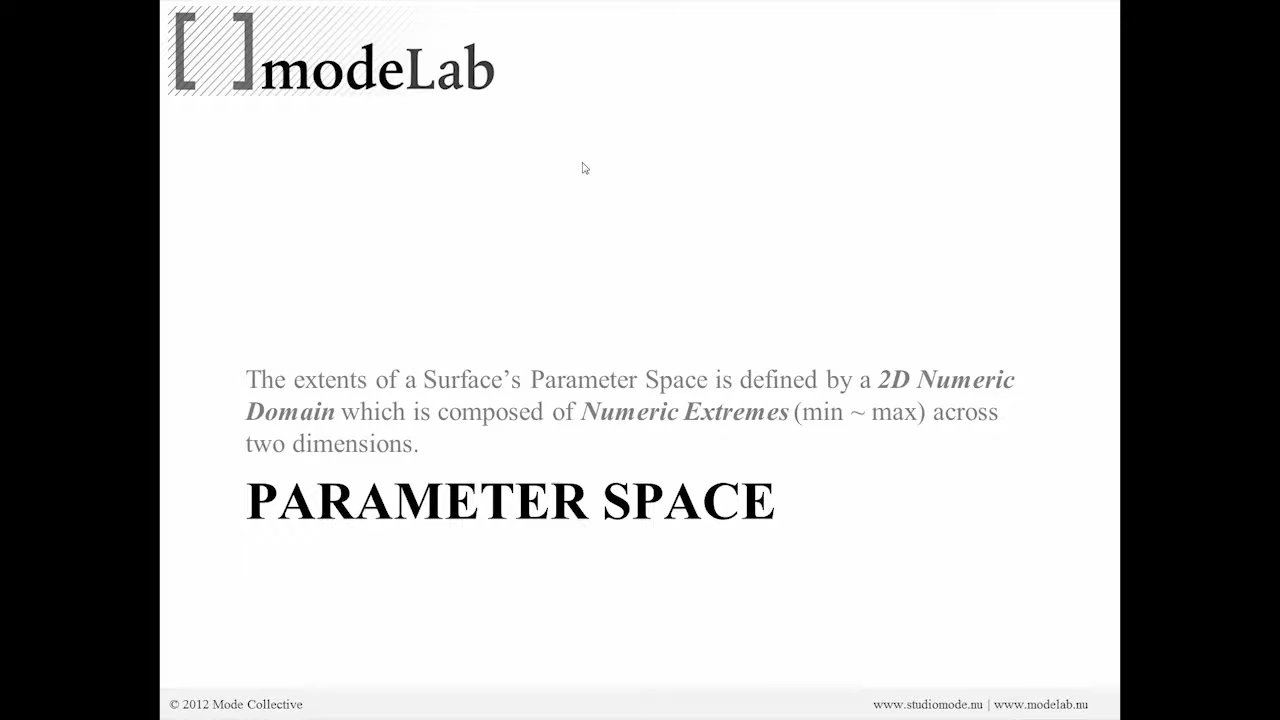 [ ] modeLab
The extents of a Surface’s Parameter Space is defined by a 2D Numeric
Domain which is composed of Numeric Extremes (min ~ max) across
two dimensions.
PARAMETER SPACE
© 2012 Mode Collective
www.studiomode.nu | www.modelab.nu